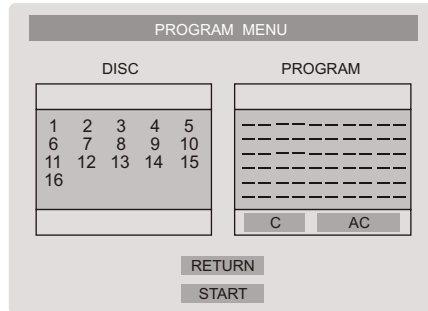 PROGRAM MENU
DISC PROGRAM
1 2 3 4 5
6 7 8 9 10
11 12 13 14 15
16
C AC
RETURN
START